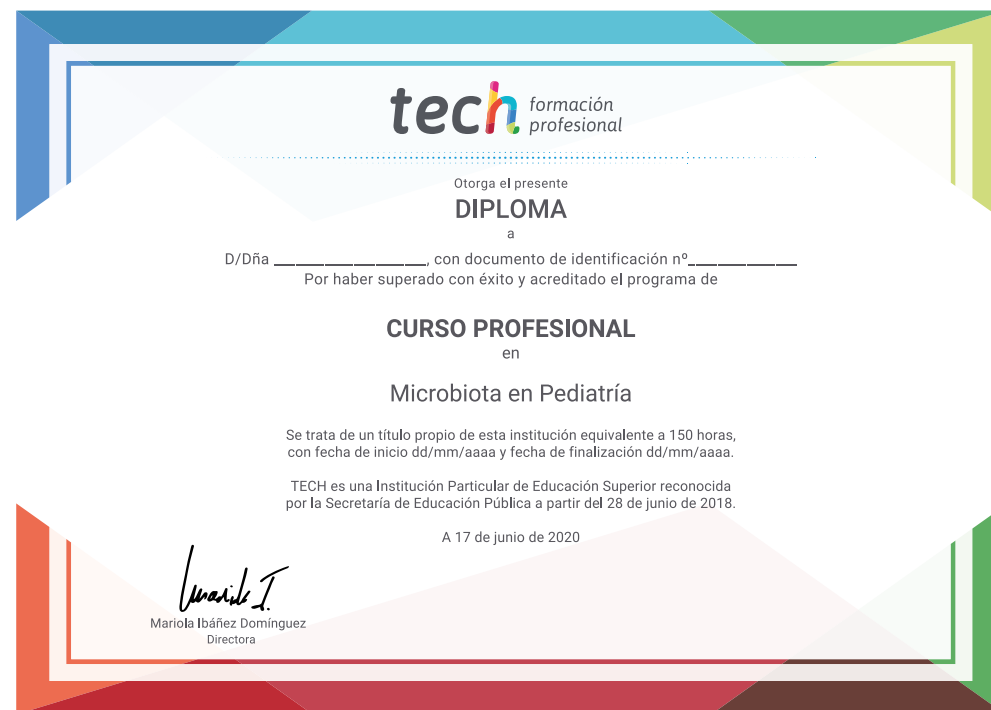 tech formación
profesional
Otorga el presente
DIPLOMA
a
D/Dña ________________, con documento de identificación nº____________
Por haber superado con éxito y acreditado el programa de
CURSO PROFESIONAL
en
Microbiota en Pediatría
Se trata de un título propio de esta institución equivalente a 150 horas,
con fecha de inicio dd/mm/aaaa y fecha de finalización dd/mm/aaaa.
TECH es una Institución Particular de Educación Superior reconocida
por la Secretaría de Educación Pública a partir del 28 de junio de 2018.
A 17 de junio de 2020
Mariola I.
Mariola Ibáñez Domínguez
Directora